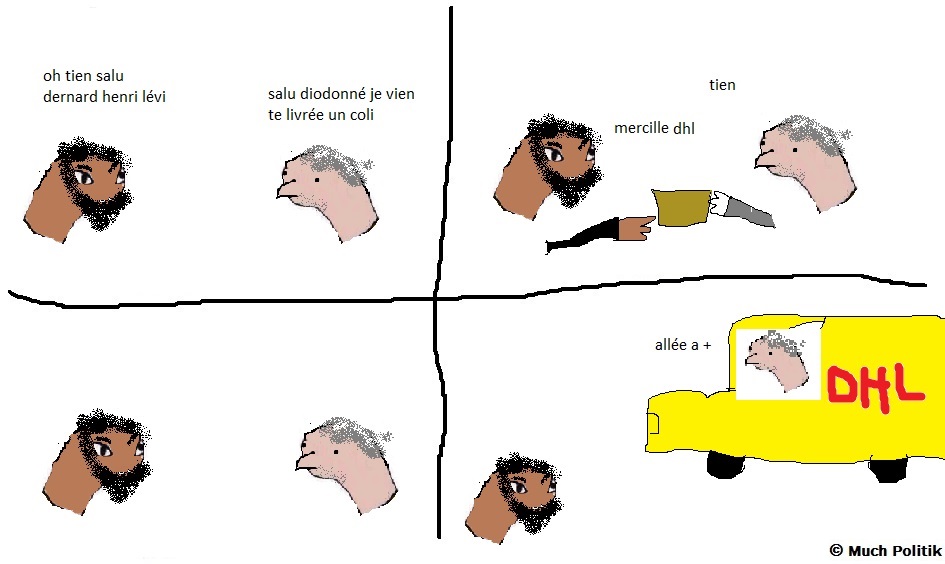 oh tien salu
dernard henri lévi
salu diodonné je vien
te livrée un coli
tien
mercille dhl
allée a +
DHL
© Much Politik